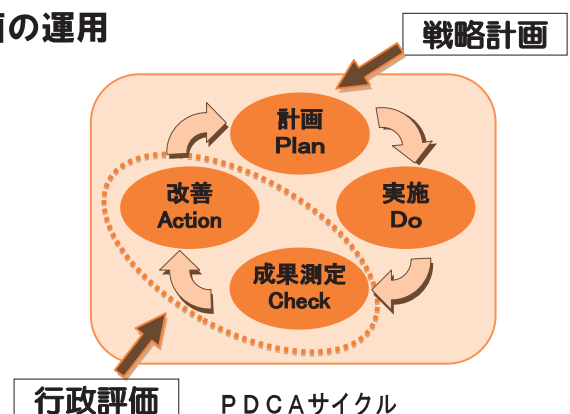 の運用
戦略計画
計画
Plan
改善
Action
実施
Do
成果測定
Check
行政評価
PDCAサイクル